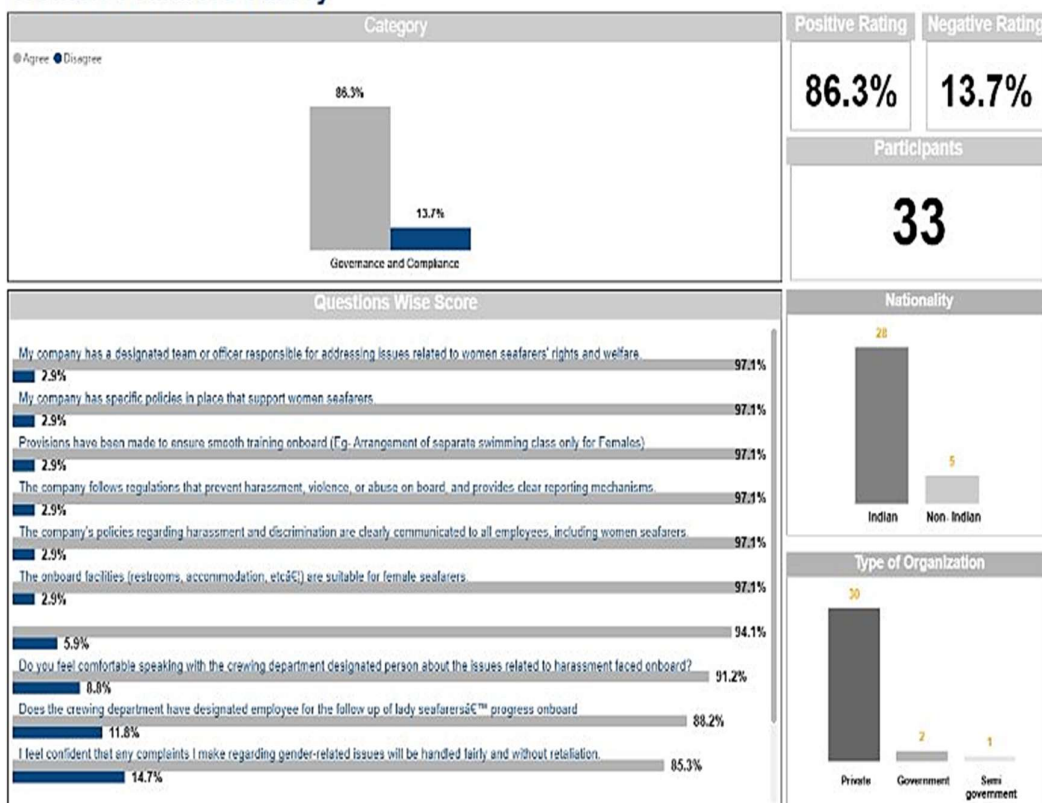 Category
Agree Disagree
86.3%
13.7%
Governance and Compliance
Positive Rating
Negative Rating
86.3%
13.7%
Participants
33
Questions Wise Score
My company has a designated team or officer responsible for addressing issues related to women seafarers' rights and welfare.
97.1%
2.9%
My company has specific policies in place that support women seafarers.
97.1%
2.9%
Provisions have been made to ensure smooth training onboard (Eg- Arrangement of separate swimming class only for Females)
97.1%
2.9%
The company follows regulations that prevent harassment, violence, or abuse on board, and provides clear reporting mechanisms.
97.1%
2.9%
The company's policies regarding harassment and discrimination are clearly communicated to all employees, including women seafarers.
97.1%
2.9%
The onboard facilities (restrooms, accommodation, etcâ€¦) are suitable for female seafarers.
97.1%
2.9%
94.1%
5.9%
Do you feel comfortable speaking with the crewing department designated person about the issues related to harassment faced onboard?
91.2%
8.8%
Does the crewing department have designated employee for the follow up of lady seafarersâ€™ progress onboard
88.2%
11.8%
I feel confident that any complaints I make regarding gender-related issues will be handled fairly and without retaliation.
85.3%
14.7%
Nationality
28
5
Indian
Non- Indian
Type of Organization
30
2
1
Private
Government
Semi
government